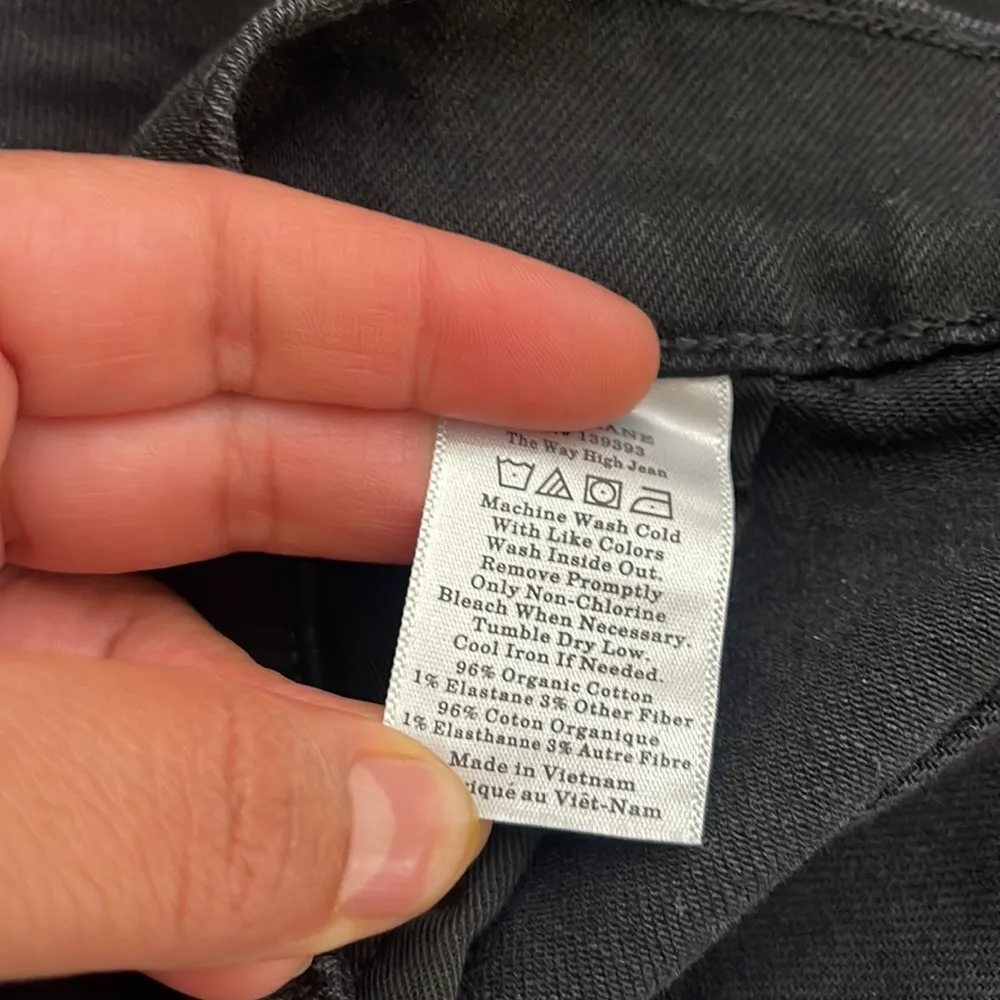 139393
The Way High Jean
Machine Wash Cold
With Like Colors
Wash Inside Out.
Remove Promptly
Only Non-Chlorine
Bleach When Necessary.
Tumble Dry Low
Cool Iron If Needed.
96% Organic Cotton
1% Elastane 3% Other Fiber
96% Coton Organique
1% Elasthanne 3% Autre Fibre
Made in Vietnam
iqué au Viêt-Nam